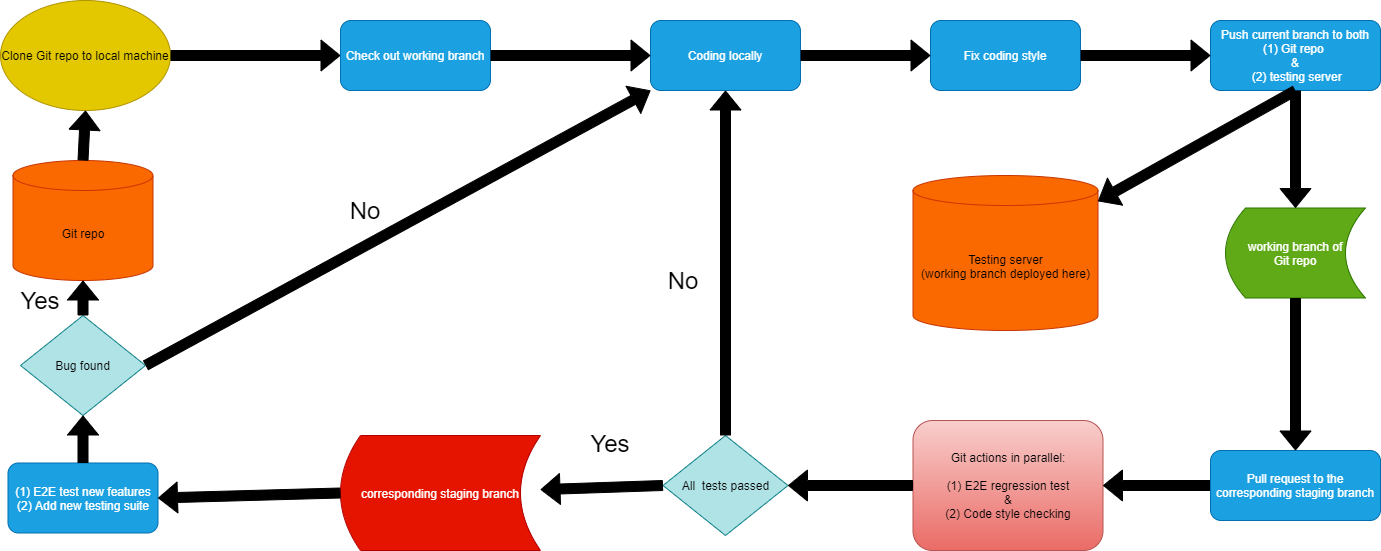 Clone Git repo to local machine
Check out working branch
Coding locally
Fix coding style
Push current branch to both
(1) Git repo
&
(2) testing server
No
Git repo
Testing server
(working branch deployed here)
working branch of
Git repo
Yes
No
Bug found
Yes
(1) E2E test new features
(2) Add new testing suite
corresponding staging branch
All  tests passed
Git actions in parallel:
(1) E2E regression test
&
(2) Code style checking
Pull request to the
corresponding staging branch